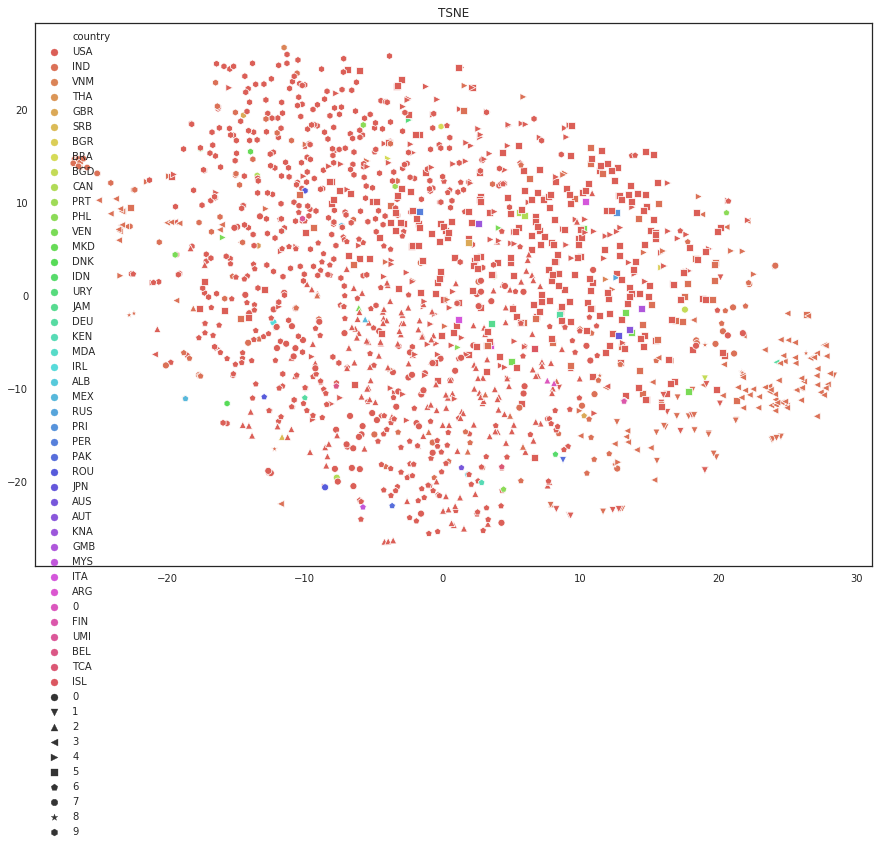 TSNE
country
USA
IND
VNM
THA
GBR
SRB
BGR
BRA
BGD
CAN
PRT
PHL
VEN
MKD
DNK
IDN
URY
JAM
DEU
KEN
MDA
IRL
ALB
MEX
RUS
PRI
PER
PAK
ROU
JPN
AUS
AUT
KNA
GMB
MYS
ITA
ARG
0
FIN
UMI
BEL
TCA
ISL
0
1
2
3
4
5
6
7
8
9
20
10
0
−10
−20
−20 −10 0 10 20 30